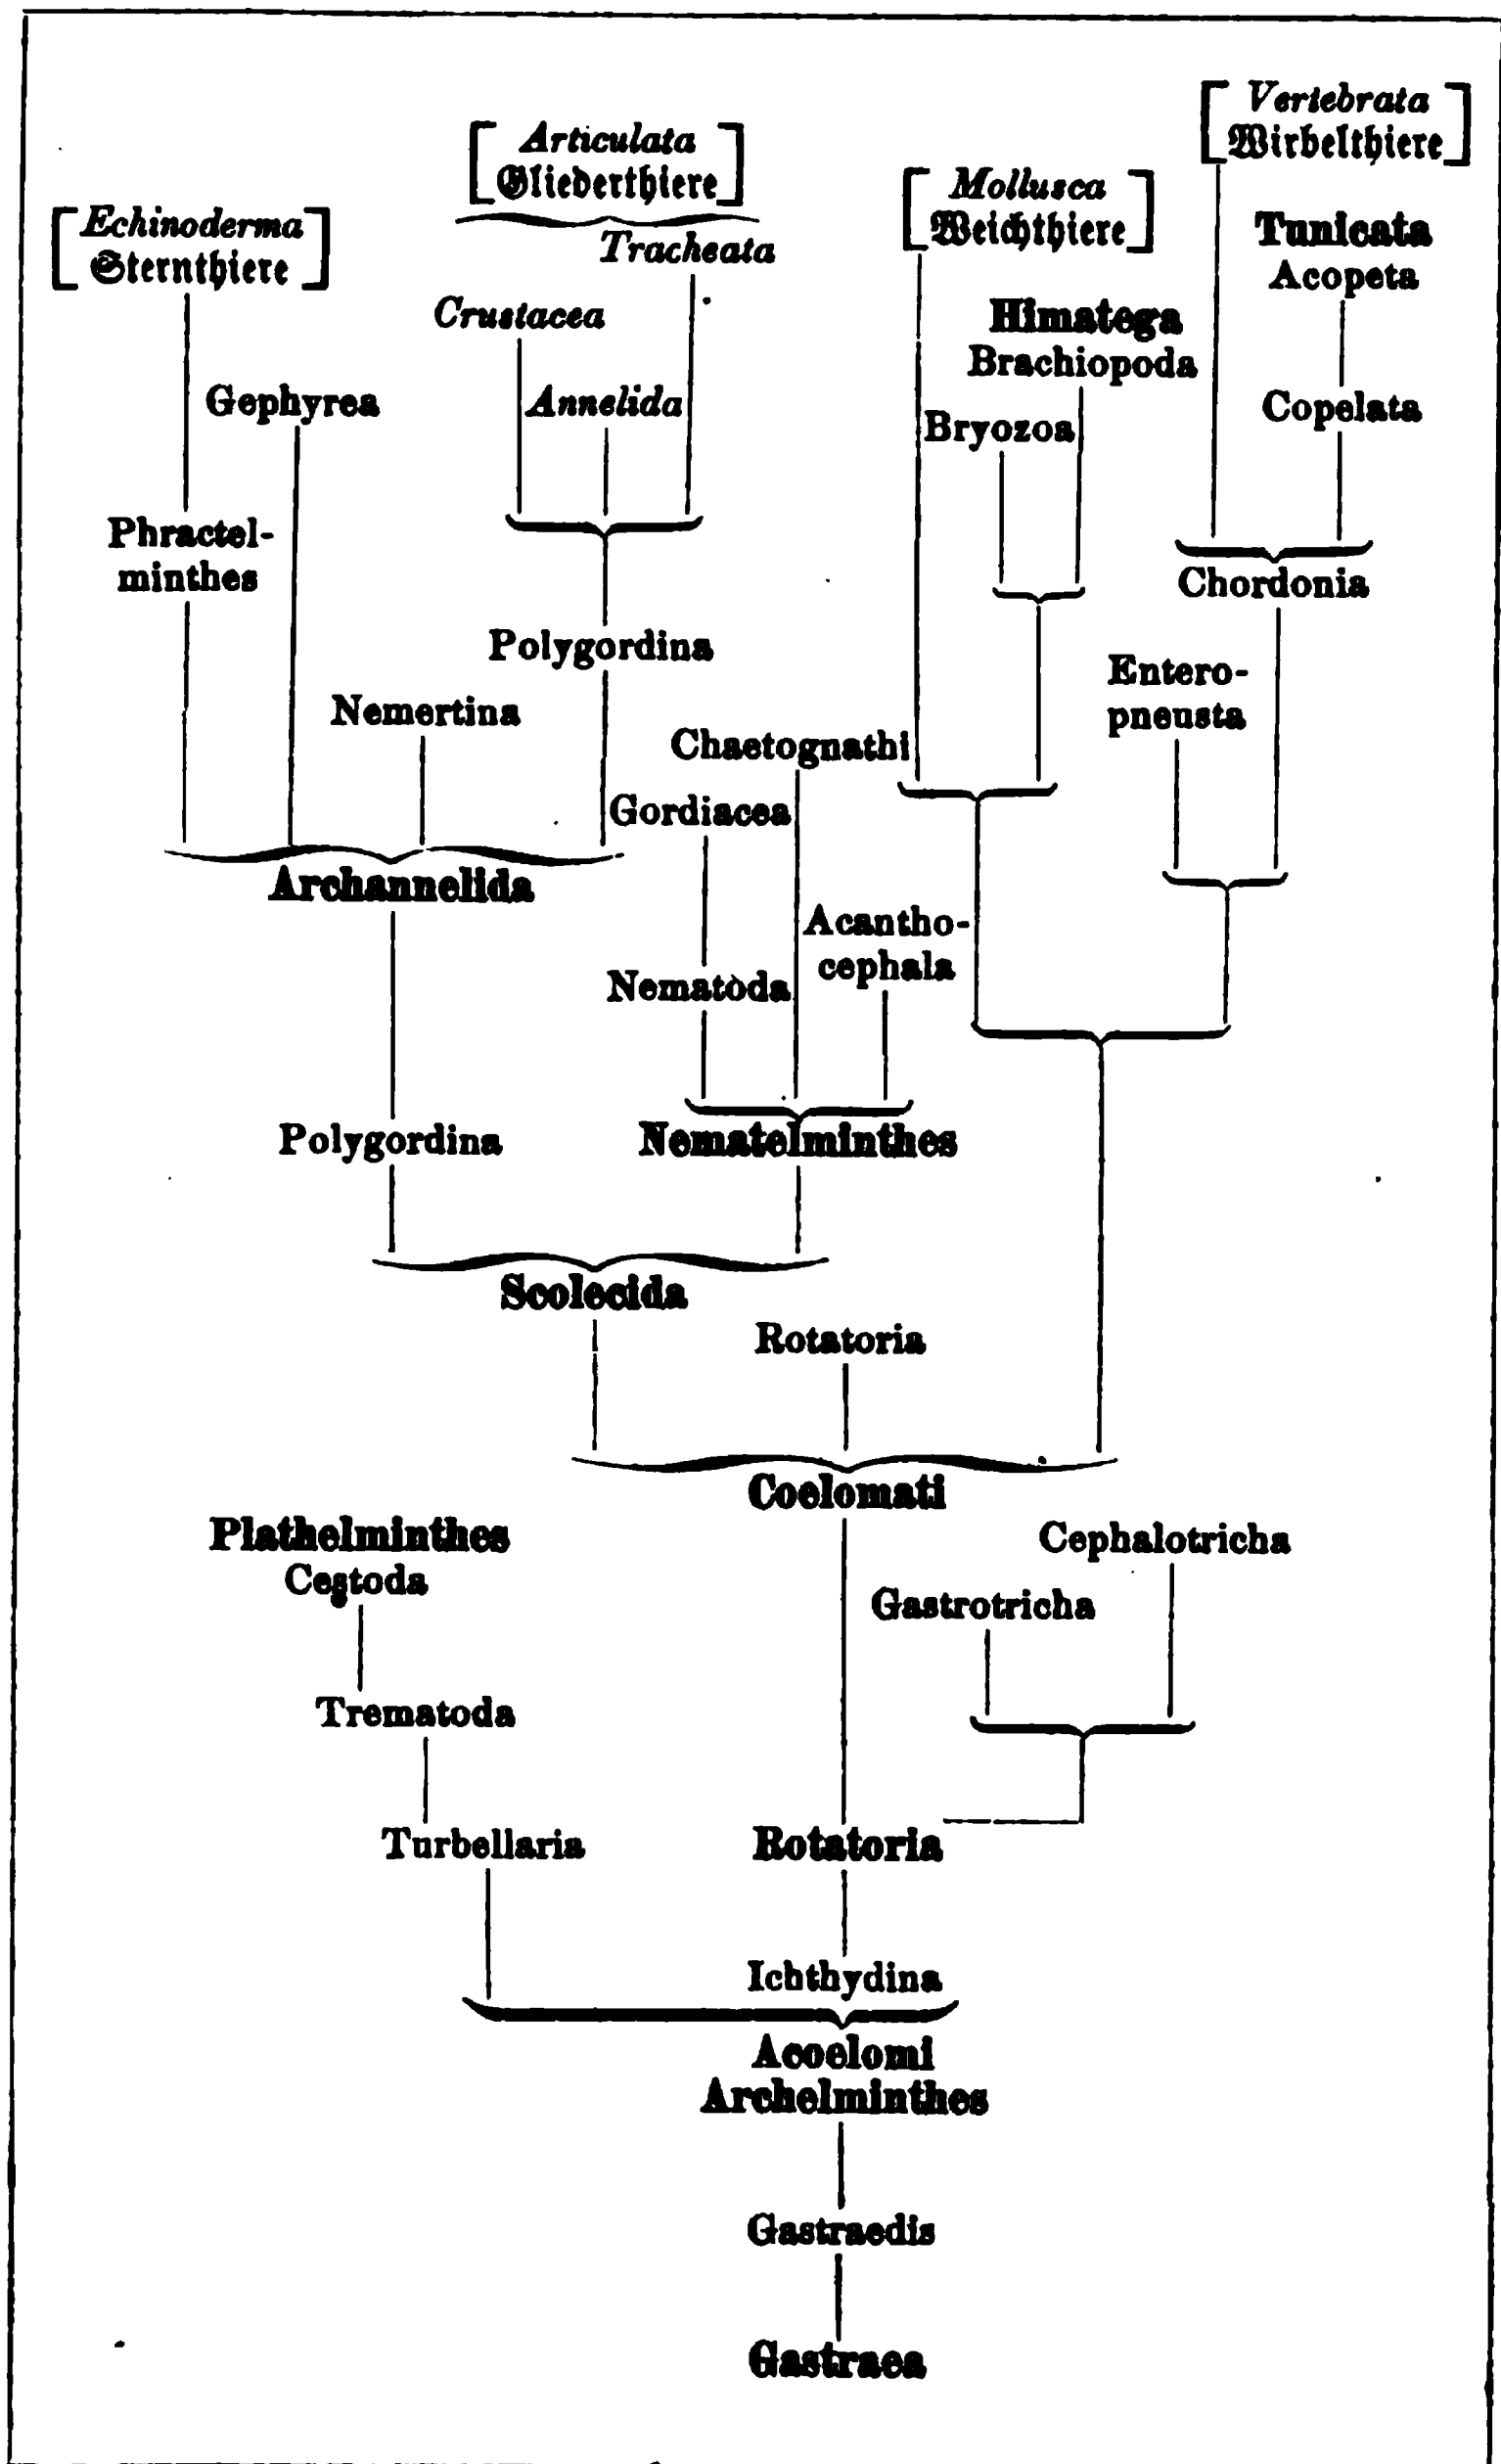 [ Vertebrata ]
[ Wirbelthiere ]
[ Articulata ]
[ Gliederthiere ]
[ Mollusca ]
[ Weichthiere ]
[ Echinoderma ]
[ Sternthiere ]
Tunicata
Acopeta
Tracheata
Crustacea
Himatega
Brachiopoda
Gephyrea
Annelida
Bryozoa
Copelata
Phractel-
minthes
Chordonia
Polygordina
Entero-
pneusta
Nemertina
Chaetognathi
Gordiacea
Archannelida
Acantho-
cephala
Nematoda
Polygordina
Nematelminthes
Scolecida
Rotatoria
Coelomati
Plathelminthes
Cestoda
Cephalotricha
Gastrotricha
Trematoda
Turbellaria
Rotatoria
Ichthydina
Acoelomi
Archelminthes
Gastraedis
Gastraea